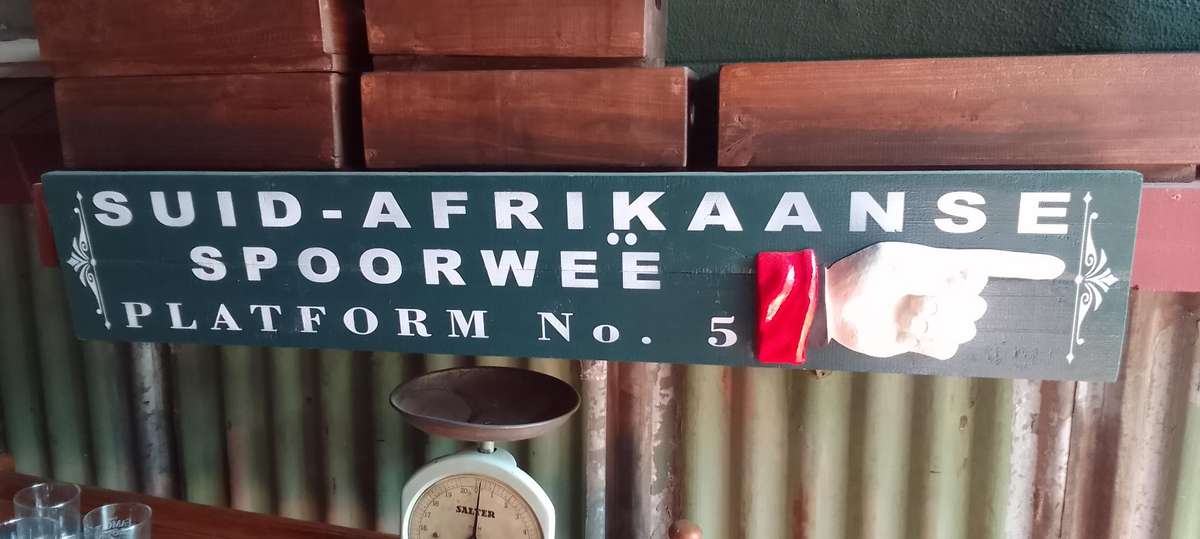 SUID-AFRIKAANSE
SPOORWEË
PLATFORM No. 5
SALTER